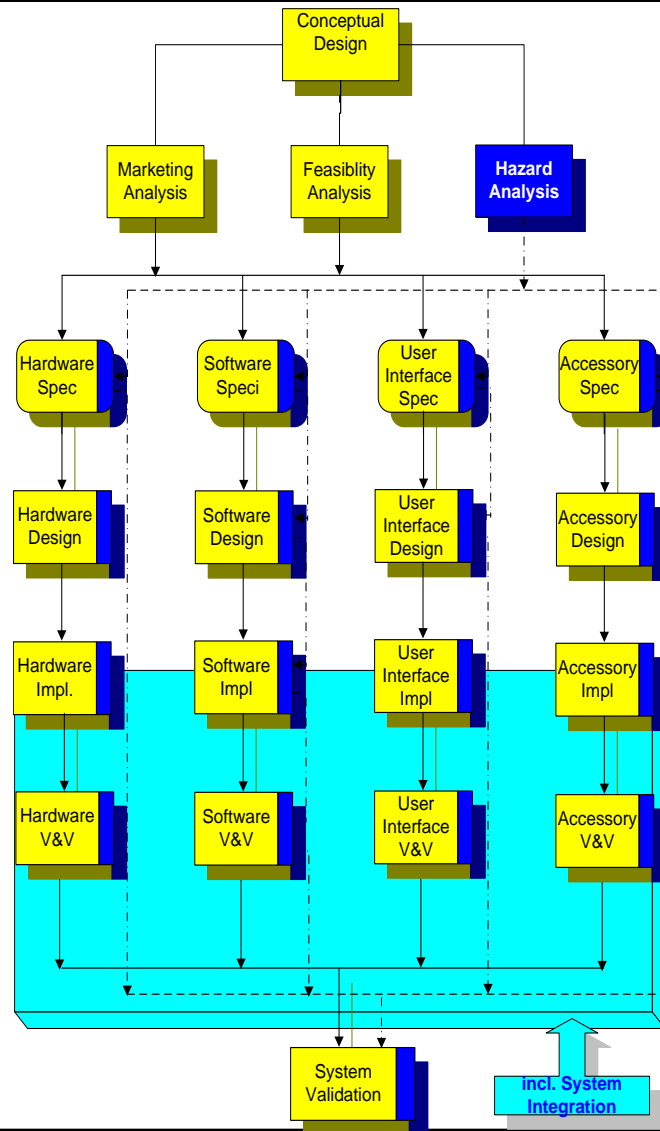 Conceptual
Design
Marketing
Analysis
Feasiblity
Analysis
Hazard
Analysis
Hardware
Spec
Software
Speci
User
Interface
Spec
Accessory
Spec
Hardware
Design
Software
Design
User
Interface
Design
Accessory
Design
Hardware
Impl.
Software
Impl
User
Interface
Impl
Accessory
Impl
Hardware
V&V
Software
V&V
User
Interface
V&V
Accessory
V&V
System
Validation
incl. System
Integration